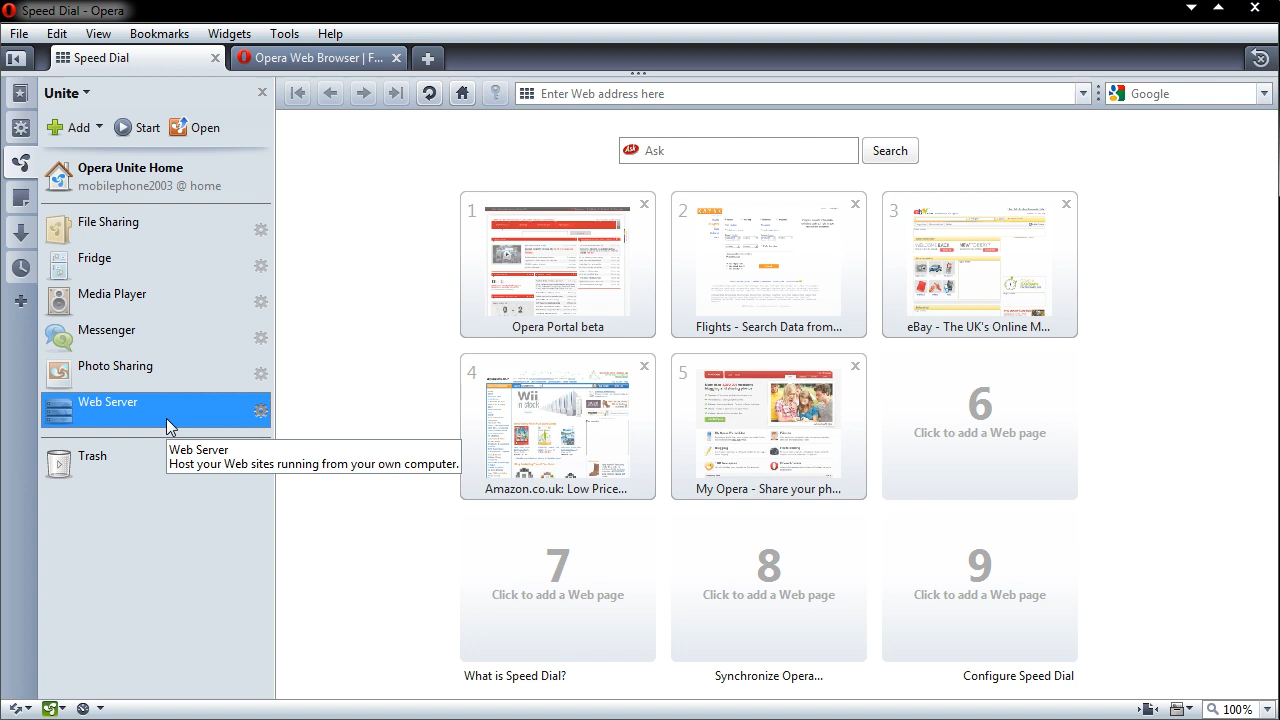 Speed Dial - Opera
File Edit View Bookmarks Widgets Tools Help
Speed Dial
Opera Web Browser | F...
Unite
Enter Web address here
Google
Add Start Open
Opera Unite Home
mobilephone2003 @ home
Ask
Search
File Sharing
Fridge
Media Player
Messenger
Photo Sharing
Web Server
Web Server
Host your Web sites running from your own computer.
Trash
1
Opera Portal beta
2
Flights - Search Data from...
3
eBay - The UK's Online M...
4
Wii
in stock
Amazon.co.uk: Low Price...
5
My Opera - Share your ph...
6
Click to add a Web page
7
Click to add a Web page
8
Click to add a Web page
9
Click to add a Web page
What is Speed Dial?
Synchronize Opera...
Configure Speed Dial
100%